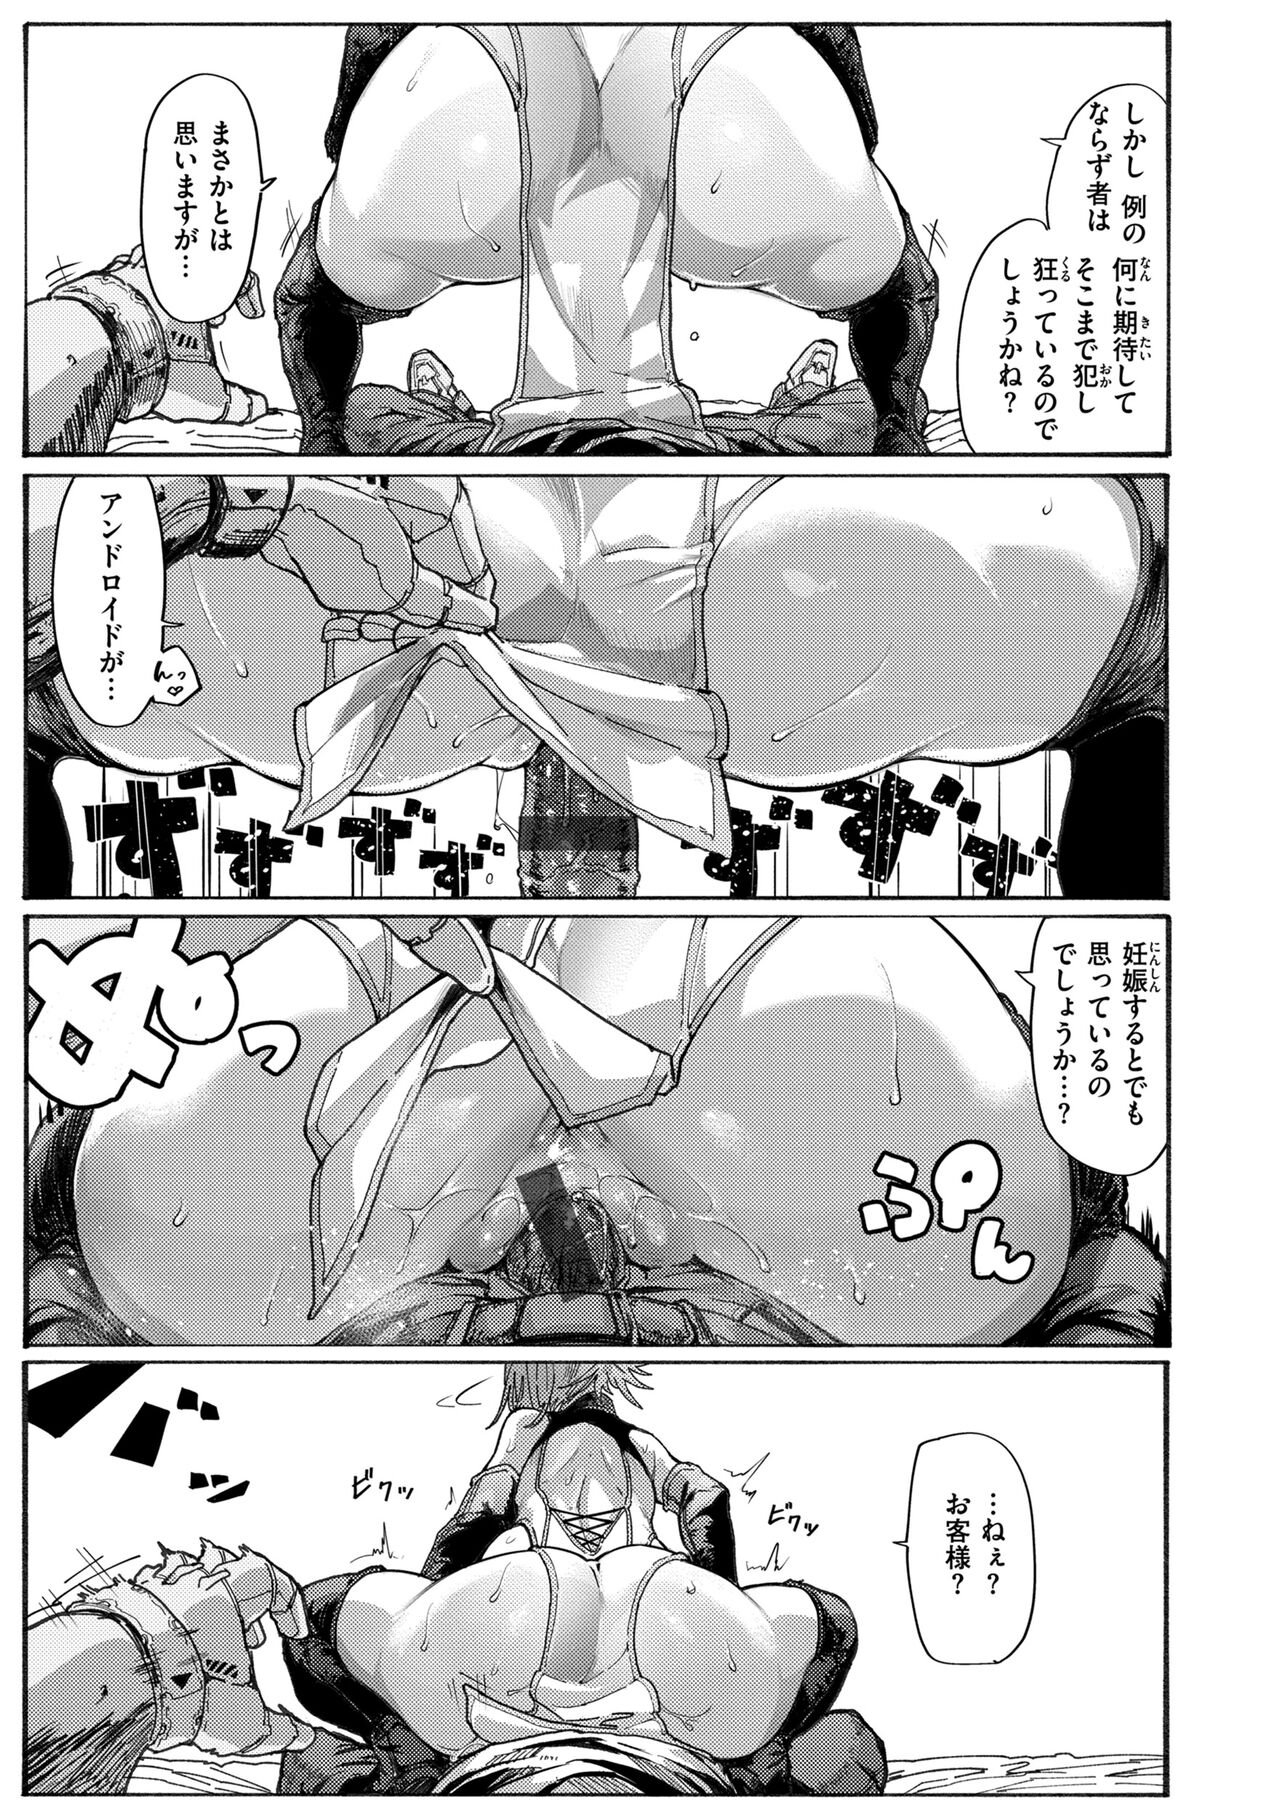 しかし 例の
ならず者は
何に期待して
そこまで犯し
狂っているので
しょうかね?
まさかとは
思いますが…
アンドロイドが…
んっ♡
ずずずずずずず
妊娠するとでも
思っているの
でしょうか…?
ぬぷっ
ふやん
…ねぇ?
お客様?
ビクッ
ビクッ